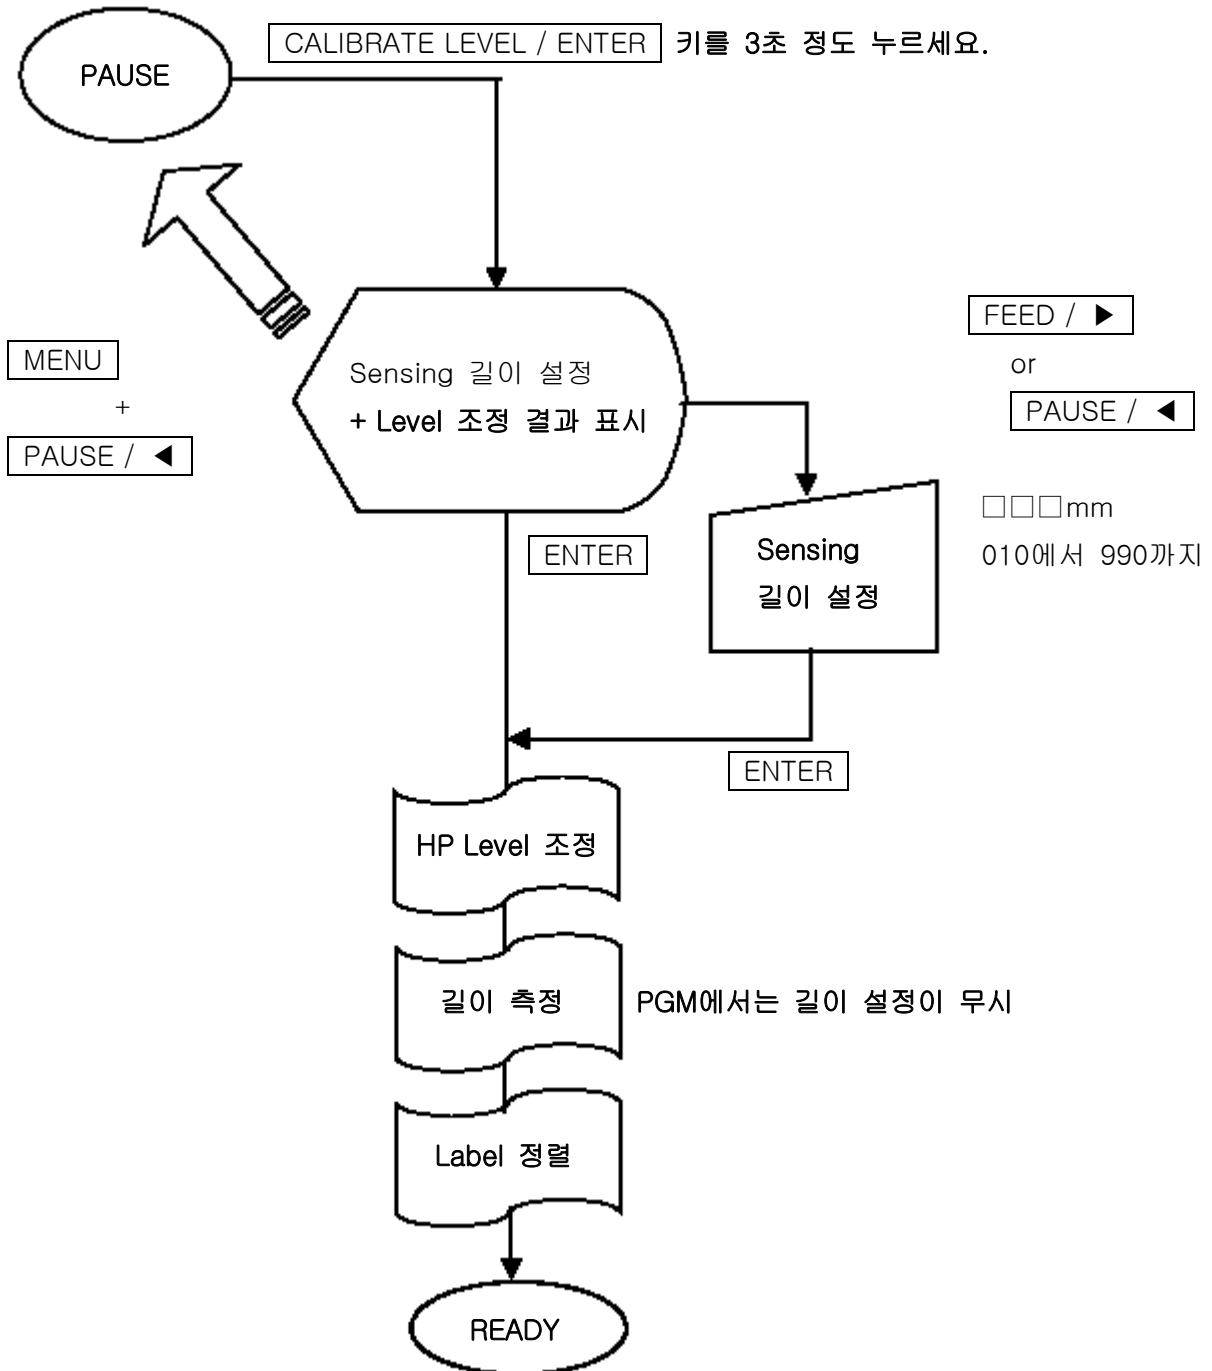 PAUSE
CALIBRATE LEVEL / ENTER 키를 3초 정도 누르세요.
MENU
+
PAUSE / ◀
Sensing 길이 설정
+ Level 조정 결과 표시
FEED / ▶
or
PAUSE / ◀
□□□mm
010에서 990까지
ENTER
Sensing
길이 설정
ENTER
HP Level 조정
길이 측정
PGM에서는 길이 설정이 무시
Label 정렬
READY